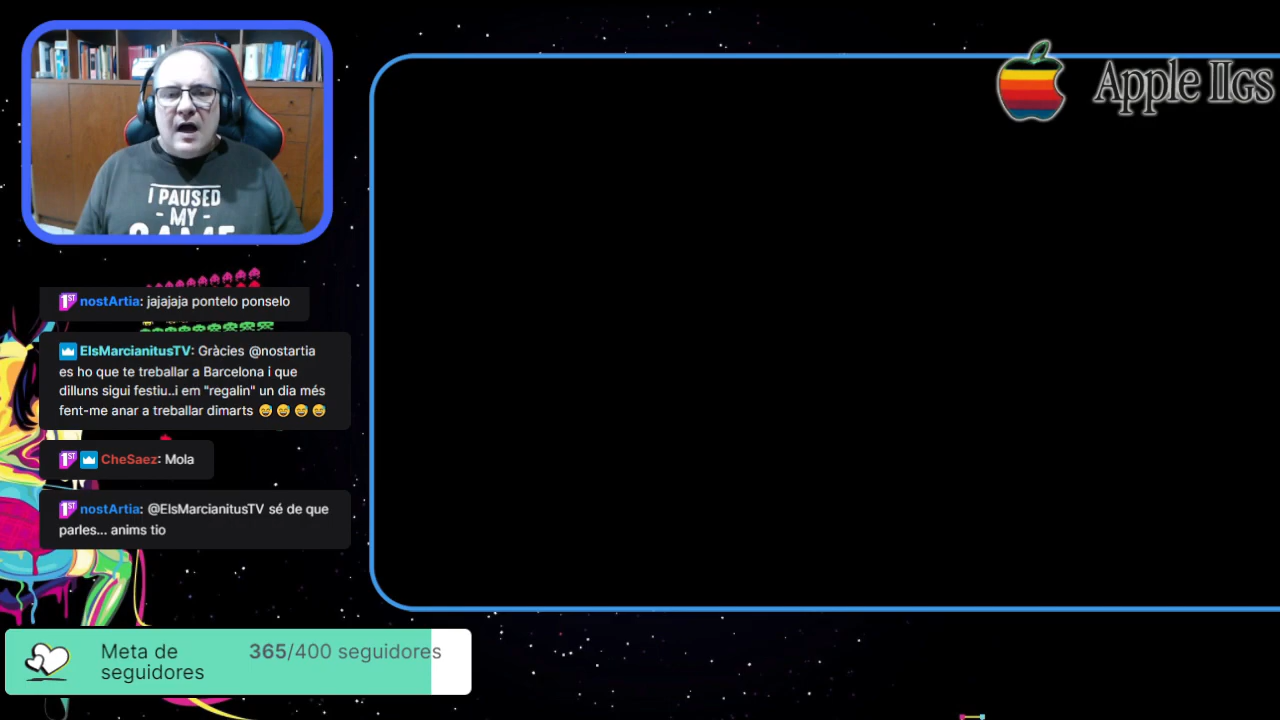 Apple IIGS
I PAUSED
- MY -
GAME
nostArtia: jajajaja pontelo ponselo
ElsMarcianitusTV: Gràcies @nostartia
es ho que te treballar a Barcelona i que
dilluns sigui festiu..i em "regalin" un dia més
fent-me anar a treballar dimarts 😅 😅 😅 😅
CheSaez: Mola
nostArtia: @ElsMarcianitusTV sé de que
parles... anims tio
Meta de
seguidores
365/400 seguidores